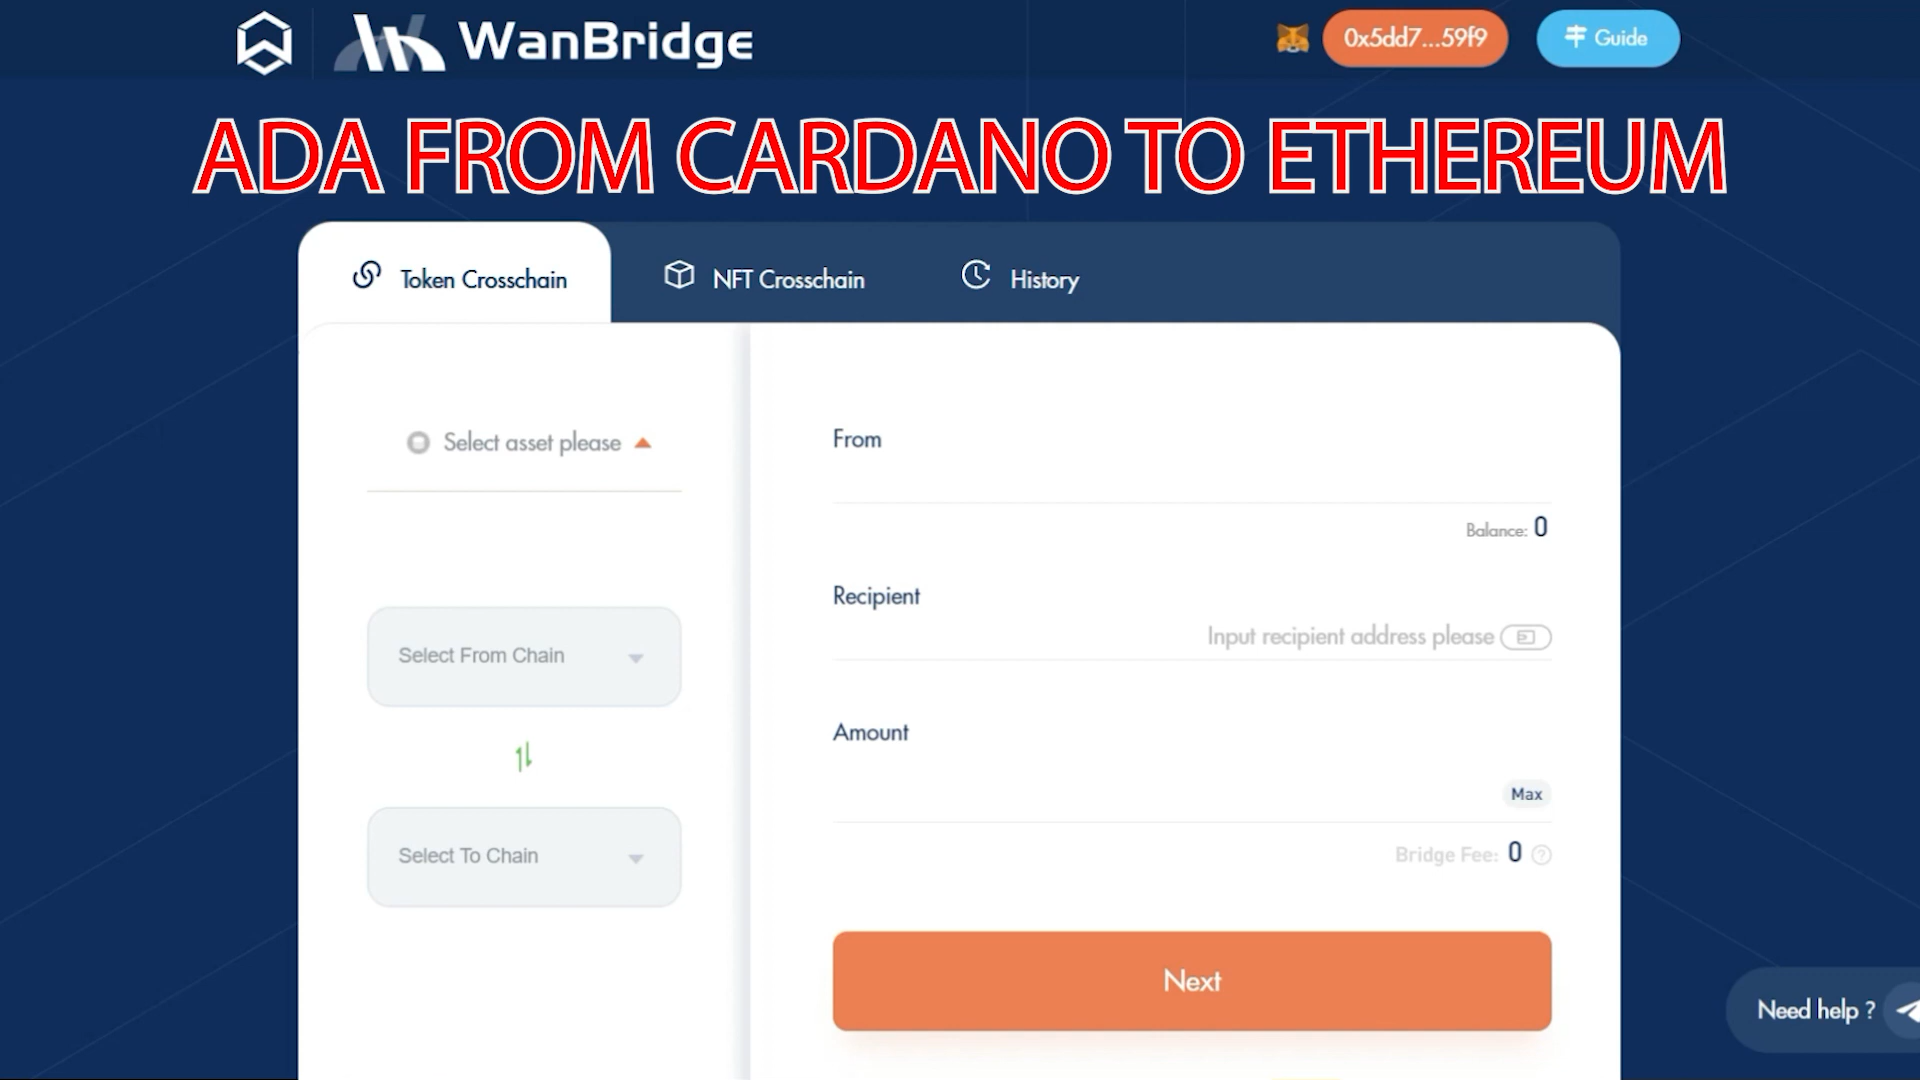 WanBridge
0x5dd7...59f9
Guide
ADA FROM CARDANO TO ETHEREUM
Token Crosschain
NFT Crosschain
History
Select asset please
Select From Chain
Select To Chain
From
Balance: 0
Recipient
Input recipient address please
Amount
Max
Bridge Fee: 0 ?
Next
Need help ?